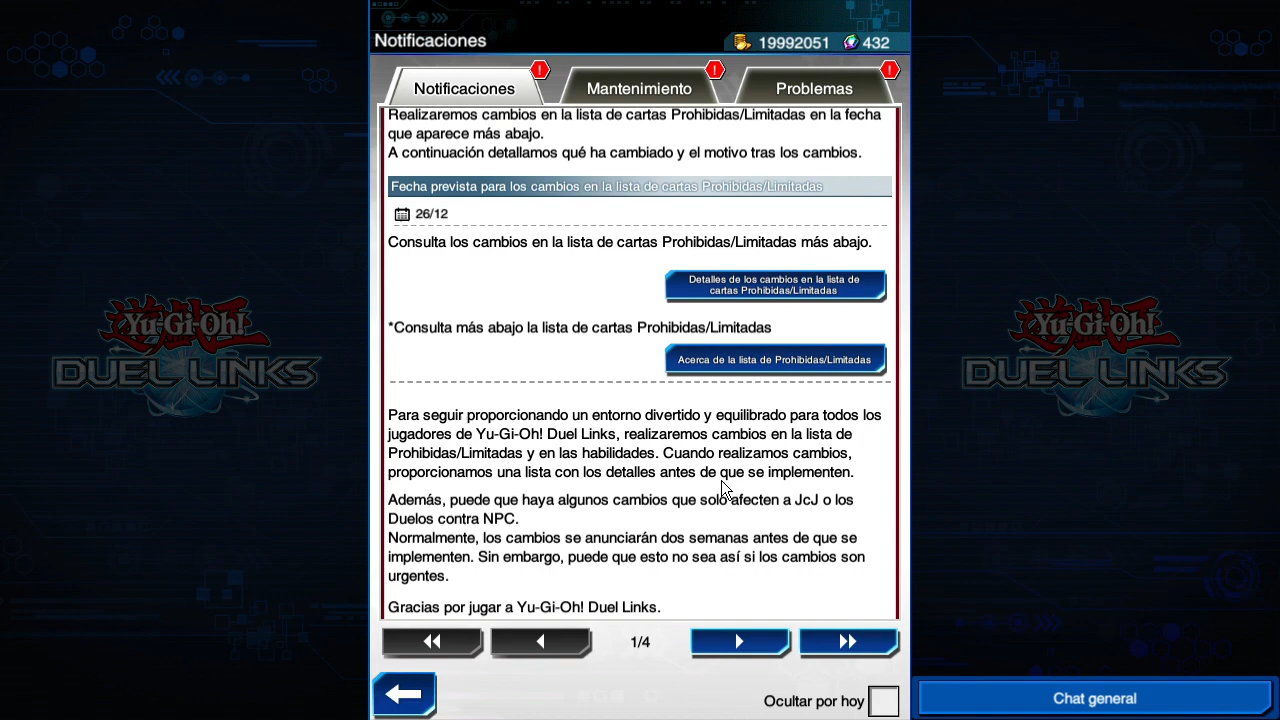 Notificaciones
19992051
432
Notificaciones
!
Mantenimiento
!
Problemas
!
Realizaremos cambios en la lista de cartas Prohibidas/Limitadas en la fecha
que aparece más abajo.
A continuación detallamos qué ha cambiado y el motivo tras los cambios.
Fecha prevista para los cambios en la lista de cartas Prohibidas/Limitadas
26/12
Consulta los cambios en la lista de cartas Prohibidas/Limitadas más abajo.
Detalles de los cambios en la lista de
cartas Prohibidas/Limitadas
*Consulta más abajo la lista de cartas Prohibidas/Limitadas
Acerca de la lista de Prohibidas/Limitadas
Para seguir proporcionando un entorno divertido y equilibrado para todos los
jugadores de Yu-Gi-Oh! Duel Links, realizaremos cambios en la lista de
Prohibidas/Limitadas y en las habilidades. Cuando realizamos cambios,
proporcionamos una lista con los detalles antes de que se implementen.
Además, puede que haya algunos cambios que solo afecten a JcJ o los
Duelos contra NPC.
Normalmente, los cambios se anunciarán dos semanas antes de que se
implementen. Sin embargo, puede que esto no sea así si los cambios son
urgentes.
Gracias por jugar a Yu-Gi-Oh! Duel Links.
1/4
Ocultar por hoy
Chat general
Yu-Gi-Oh!
DUEL LINKS
Yu-Gi-Oh!
DUEL LINKS